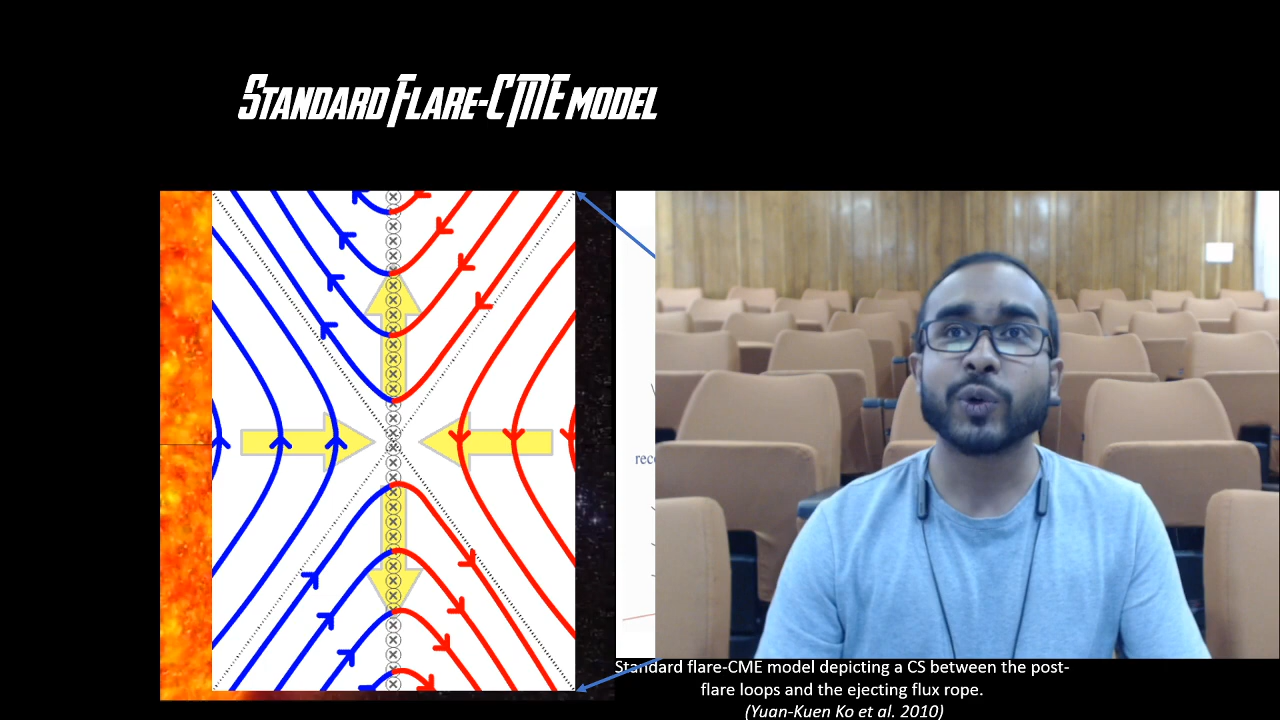 STANDARD FLARE-CME MODEL
Standard flare-CME model depicting a CS between the post-
flare loops and the ejecting flux rope.
(Yuan-Kuen Ko et al. 2010)